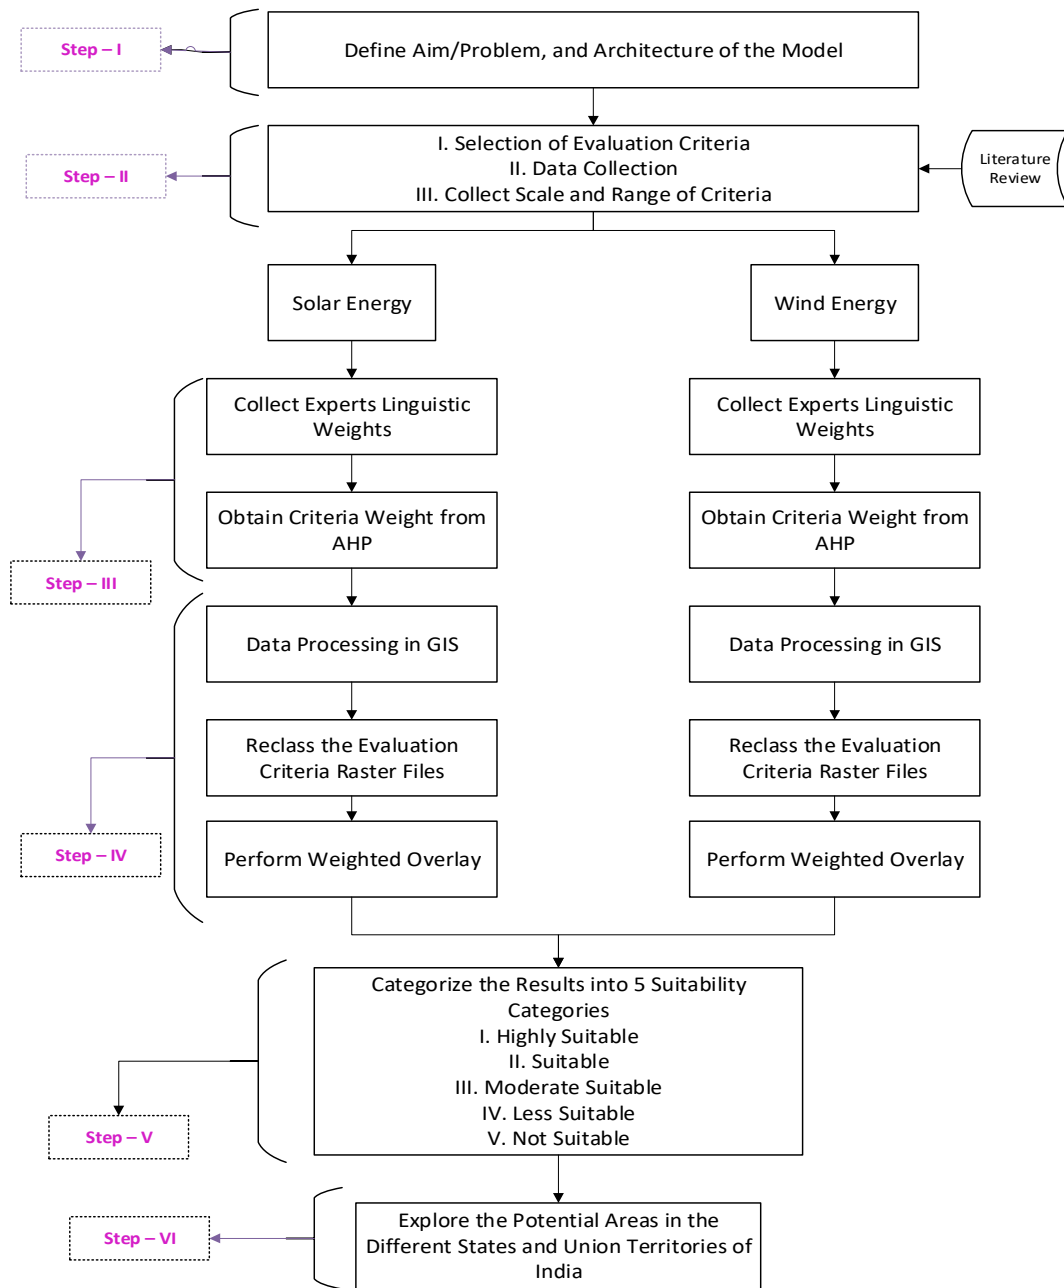 Step – I
Define Aim/Problem, and Architecture of the Model
Step – II
I. Selection of Evaluation Criteria
II. Data Collection
III. Collect Scale and Range of Criteria
Literature
Review
Solar Energy
Wind Energy
Collect Experts Linguistic
Weights
Collect Experts Linguistic
Weights
Obtain Criteria Weight from
AHP
Obtain Criteria Weight from
AHP
Step – III
Data Processing in GIS
Data Processing in GIS
Reclass the Evaluation
Criteria Raster Files
Reclass the Evaluation
Criteria Raster Files
Step – IV
Perform Weighted Overlay
Perform Weighted Overlay
Categorize the Results into 5 Suitability
Categories
I. Highly Suitable
II. Suitable
III. Moderate Suitable
IV. Less Suitable
V. Not Suitable
Step – V
Step – VI
Explore the Potential Areas in the
Different States and Union Territories of
India